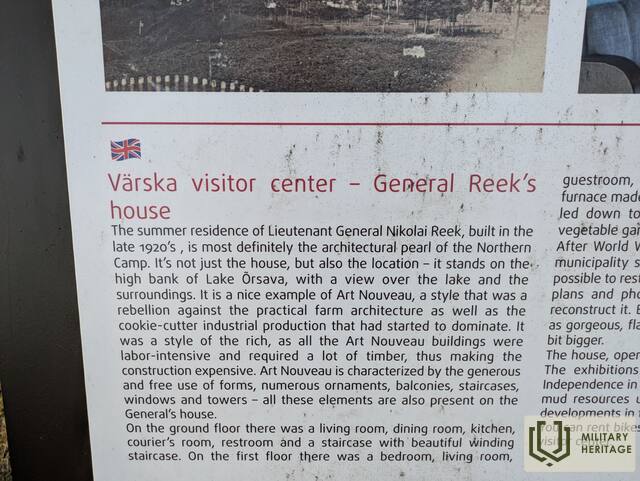 Värska visitor center – General Reek's
house
The summer residence of Lieutenant General Nikolai Reek, built in the
late 1920's , is most definitely the architectural pearl of the Northern
Camp. It's not just the house, but also the location – it stands on the
high bank of Lake Õrsava, with a view over the lake and the
surroundings. It is a nice example of Art Nouveau, a style that was a
rebellion against the practical farm architecture as well as the
cookie-cutter industrial production that had started to dominate. It
was a style of the rich, as all the Art Nouveau buildings were
labor-intensive and required a lot of timber, thus making the
construction expensive. Art Nouveau is characterized by the generous
and free use of forms, numerous ornaments, balconies, staircases,
windows and towers – all these elements are also present on the
General's house.
On the ground floor there was a living room, dining room, kitchen,
courier's room, restroom and a staircase with beautiful winding
staircase. On the first floor there was a bedroom, living room,
guestroom,
furnace made
led down to
vegetable
After World
municipality
possible to
plans and
reconstruct it.
as gorgeous,
bit bigger.
The house,
The exhibitions
Independence in
mud resources
developments in
can rent bikes
visitor center
MILITARY
HERITAGE